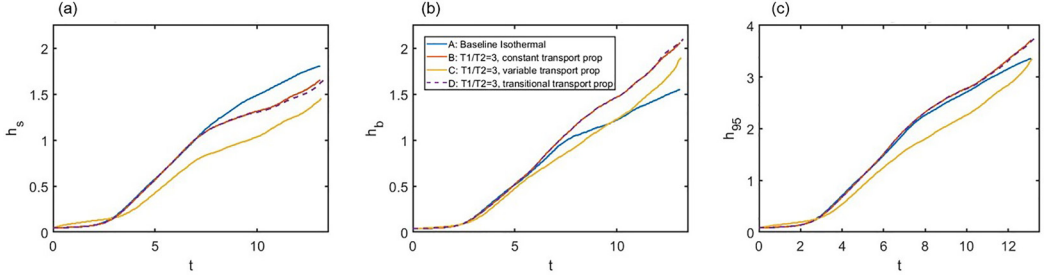 (a)
2
1.5
1
0.5
0
h_s
0
5
10
t
(b)
A: Baseline Isothermal
B: T1/T2=3, constant transport prop
C: T1/T2=3, variable transport prop
D: T1/T2=3, transitional transport prop
2
1.5
1
0.5
0
h_b
0
5
10
t
(c)
4
3
2
1
0
h_95
0
2
4
6
8
10
12
t